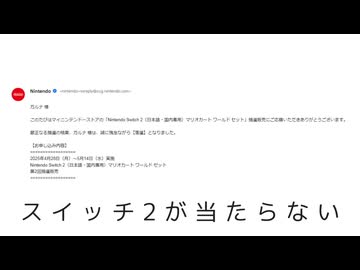 Nintendo <nintendo-noreply@ccg.nintendo.com>
ガルナ 様
このたびはマイニンテンドーストアの「Nintendo Switch 2（日本語・国内専用）マリオカート ワールド セット」抽選販売にご応募いただきありがとうございます。
厳正なる抽選の結果、ガルナ 様は、誠に残念ながら【落選】となりました。
【お申し込み内容】
==================
2025年4月28日（月）～5月14日（水）実施
Nintendo Switch 2（日本語・国内専用）マリオカート ワールド セット
第2回抽選販売
==================
スイッチ2が当たらない